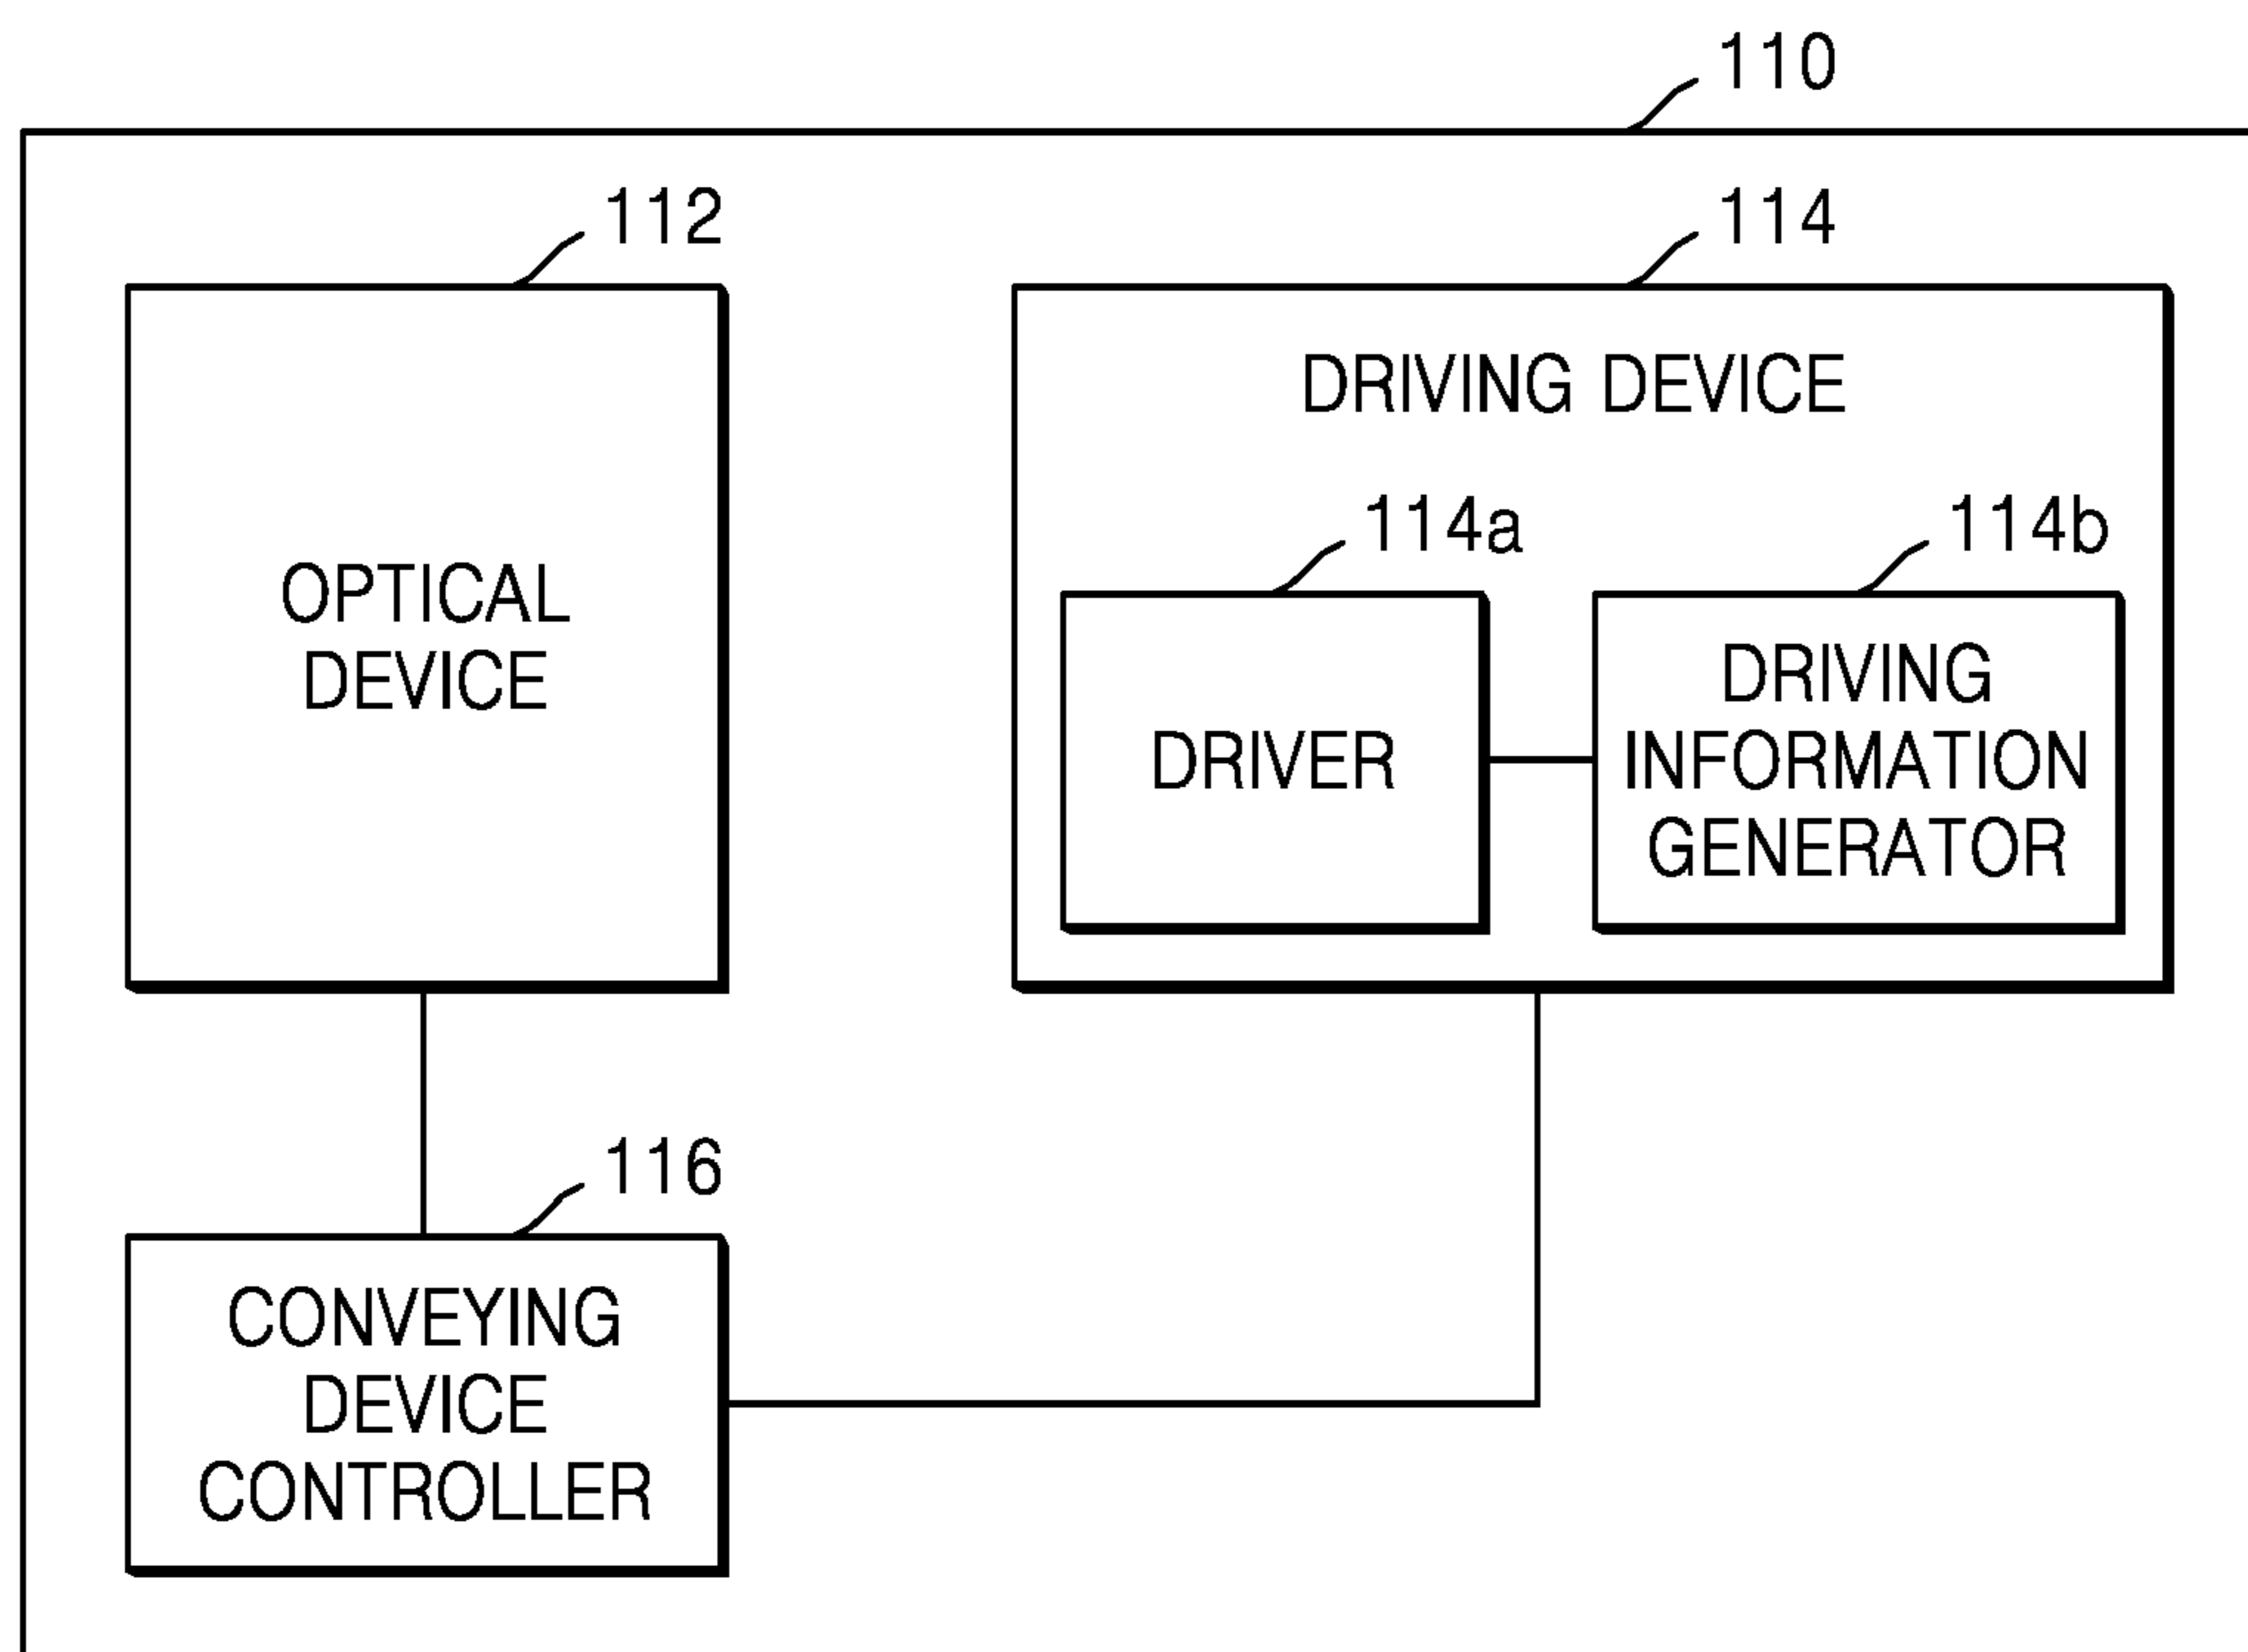 110
112
114
DRIVING DEVICE
114a
114b
OPTICAL
DEVICE
DRIVER
DRIVING
INFORMATION
GENERATOR
116
CONVEYING
DEVICE
CONTROLLER